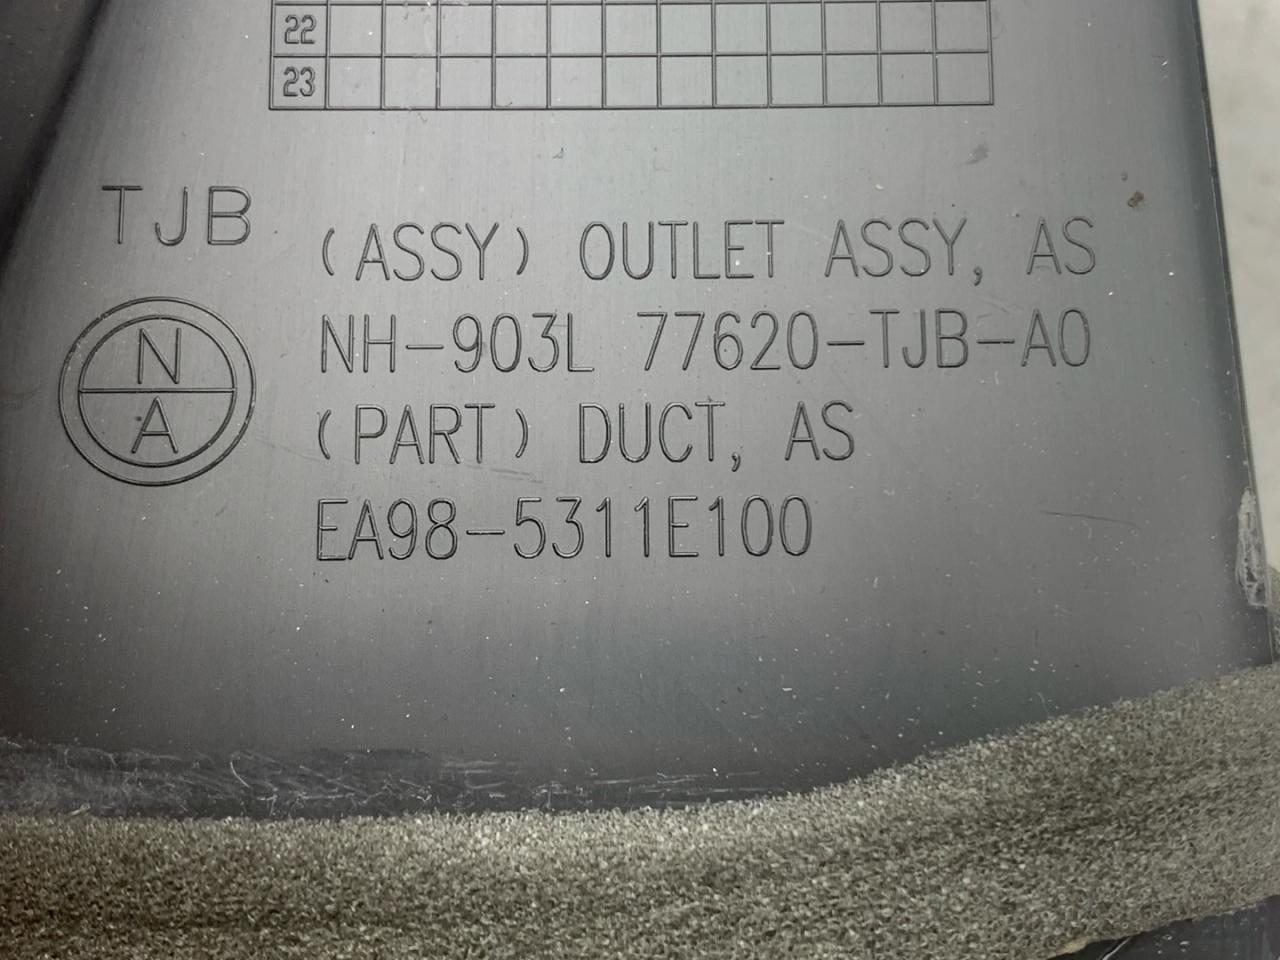 22
23
TJB
(ASSY) OUTLET ASSY, AS
NH-903L 77620-TJB-A0
N
A
(PART) DUCT, AS
EA98-5311E100